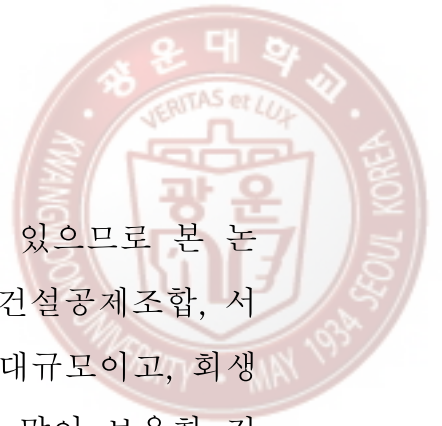 광운대학교
VERITAS et LUX
광운
KWANGWOON UNIVERSITY · MAY 1934 SEOUL KOREA
있으므로 본 논
건설공제조합, 서
대규모이고, 회생